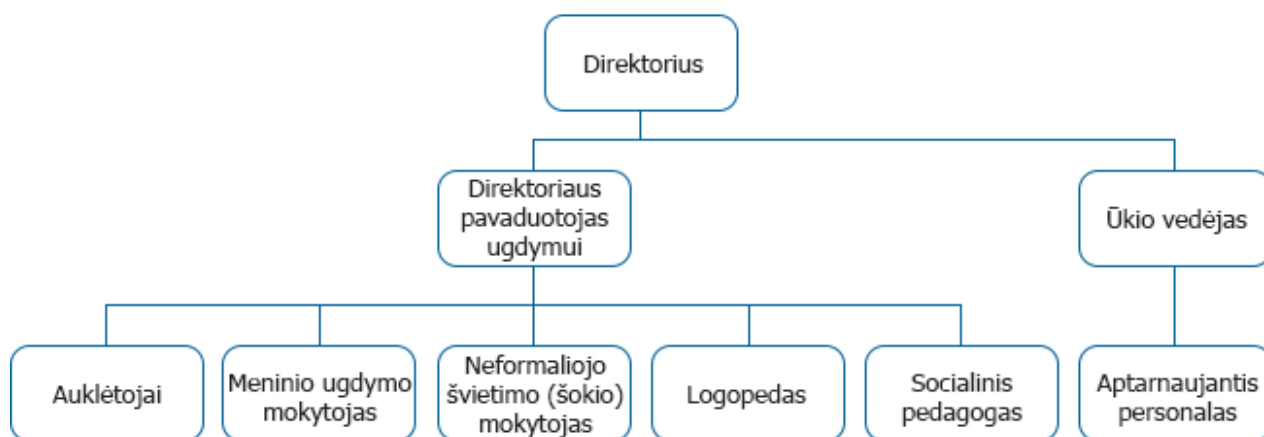 Direktorius
Direktoriaus
pavaduotojas
ugdymui
Ūkio vedėjas
Auklėtojai
Meninio ugdymo
mokytojas
Neformaliojo
švietimo (šokio)
mokytojas
Logopedas
Socialinis
pedagogas
Aptarnaujantis
personalas